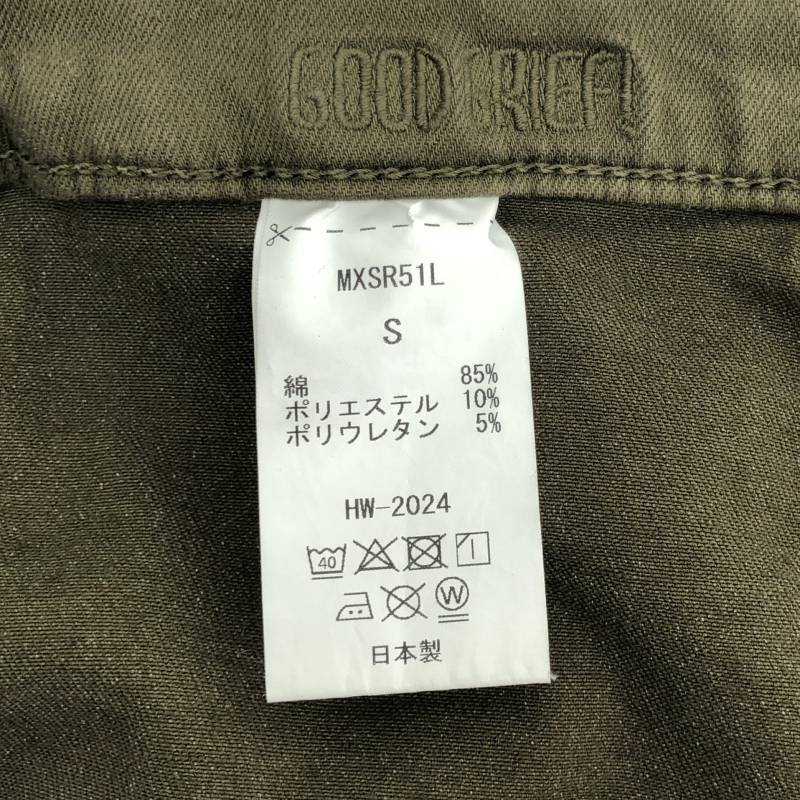 GOOD GRIEF!
MXSR51L
S
綿 85%
ポリエステル 10%
ポリウレタン 5%
HW-2024
40
W
日本製